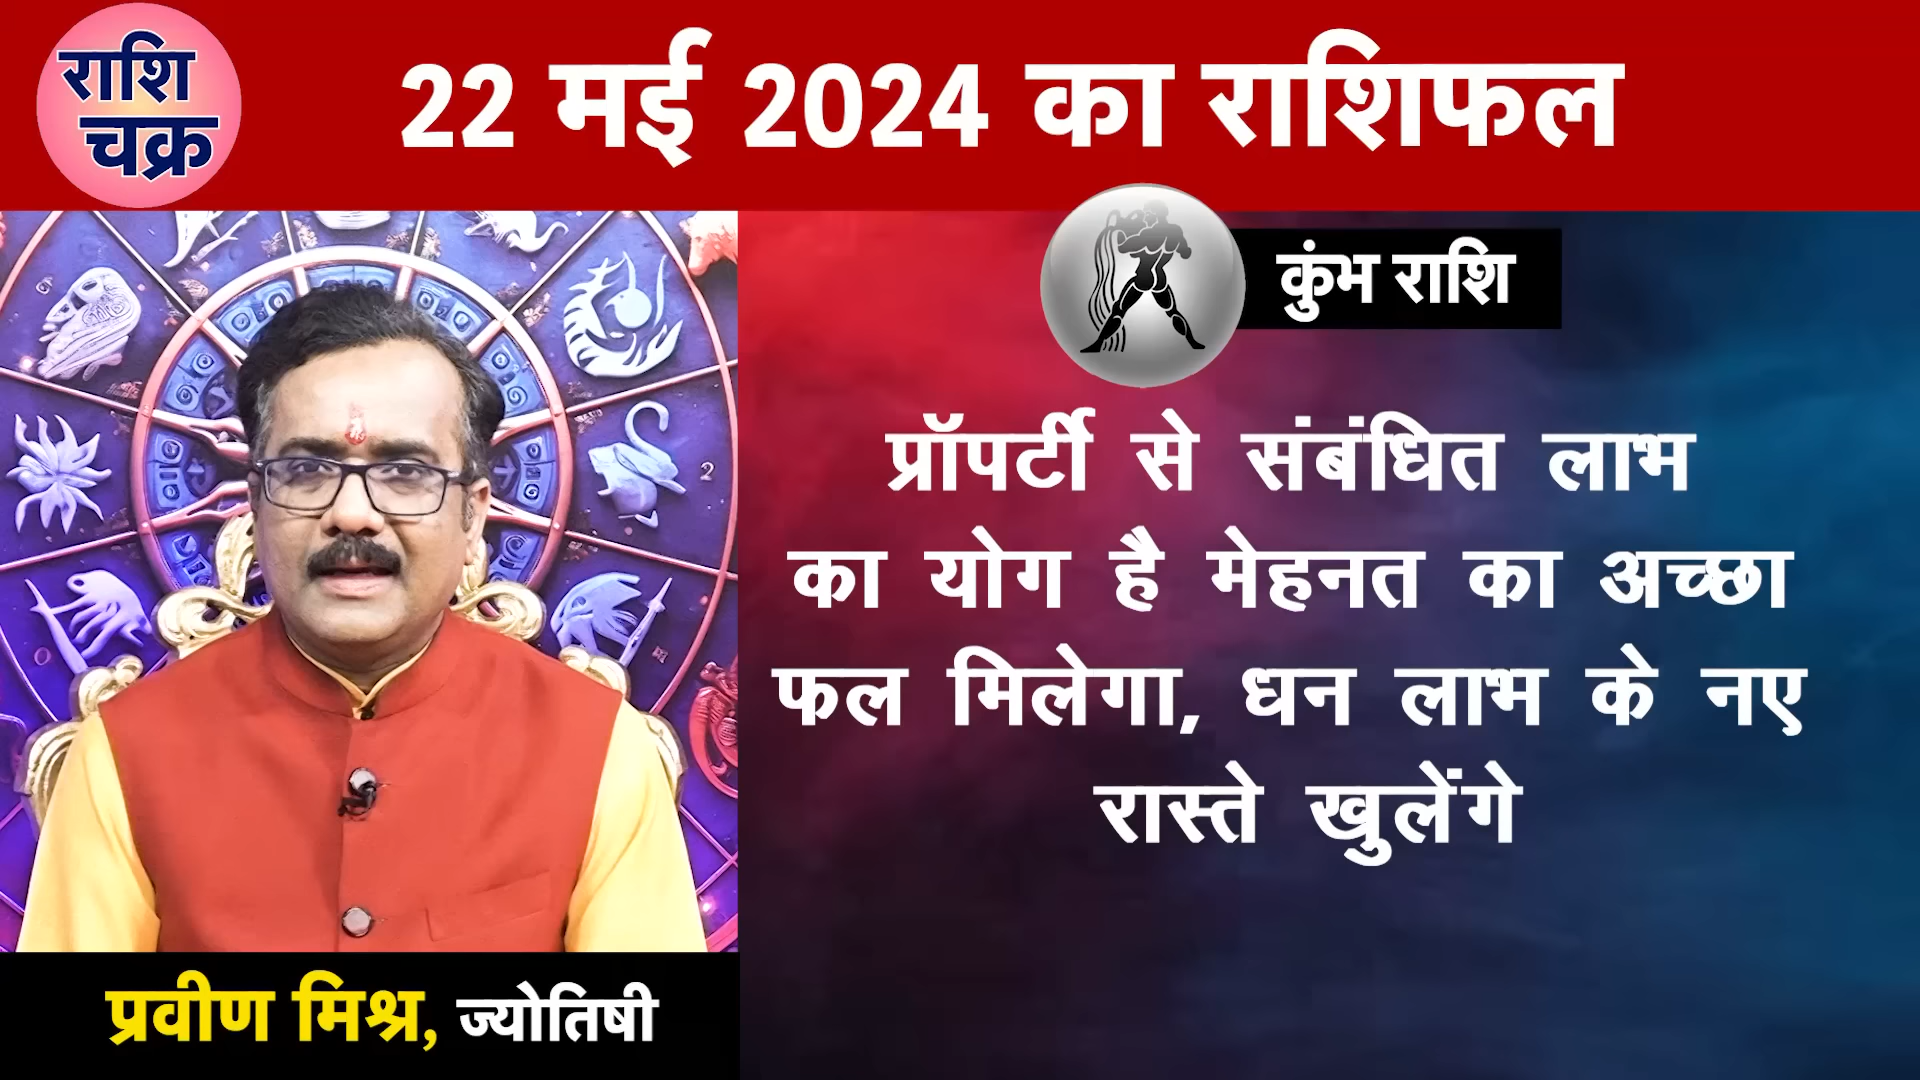 राशि
चक्र
22 मई 2024 का राशिफल
कुंभ राशि
प्रॉपर्टी से संबंधित लाभ
का योग है मेहनत का अच्छा
फल मिलेगा, धन लाभ के नए
रास्ते खुलेंगे
प्रवीण मिश्र, ज्योतिषी